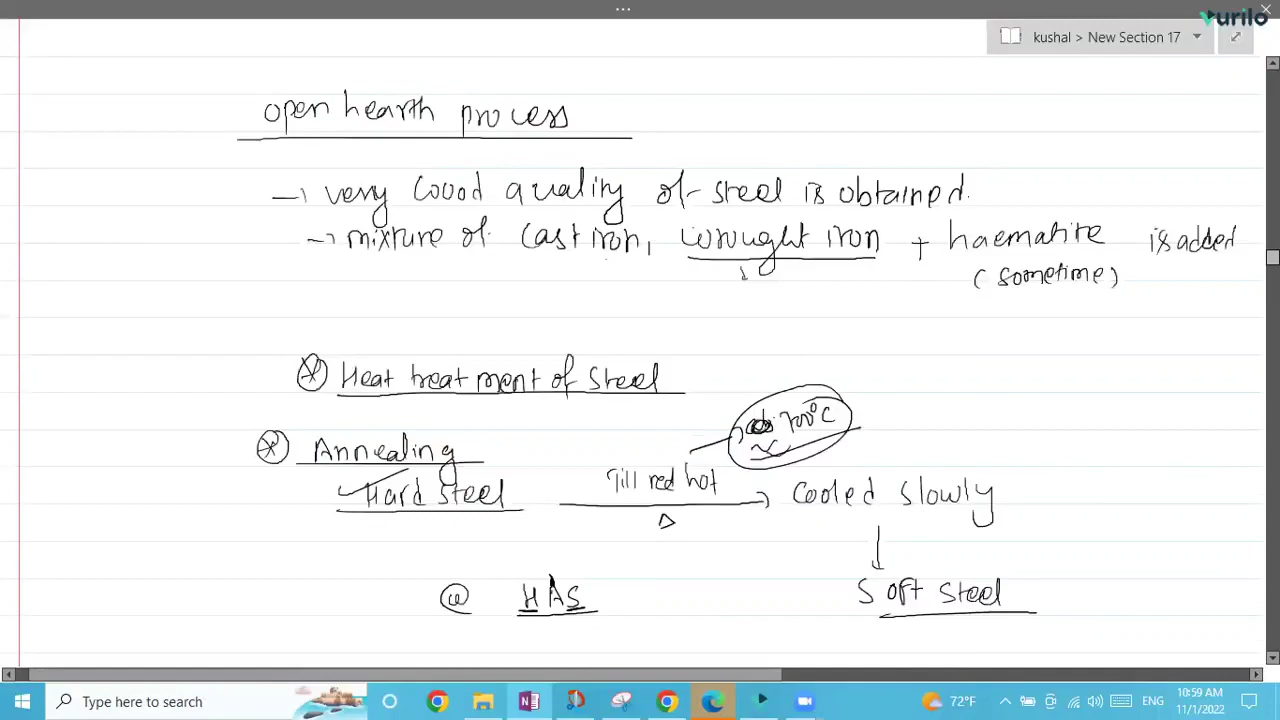 ...
Yurilo
kushal > New Section 17
open hearth process
→ very Good quality of steel is obtained.
→ mixture of cast iron, wrought iron + haematite is added
(sometime)
Heat treatment of steel
700°C
Annealing
Till red hot
Hard steel → cooled slowly
Δ
@ HAS
Soft steel
Type here to search
72°F
ENG
10:59 AM
11/1/2022